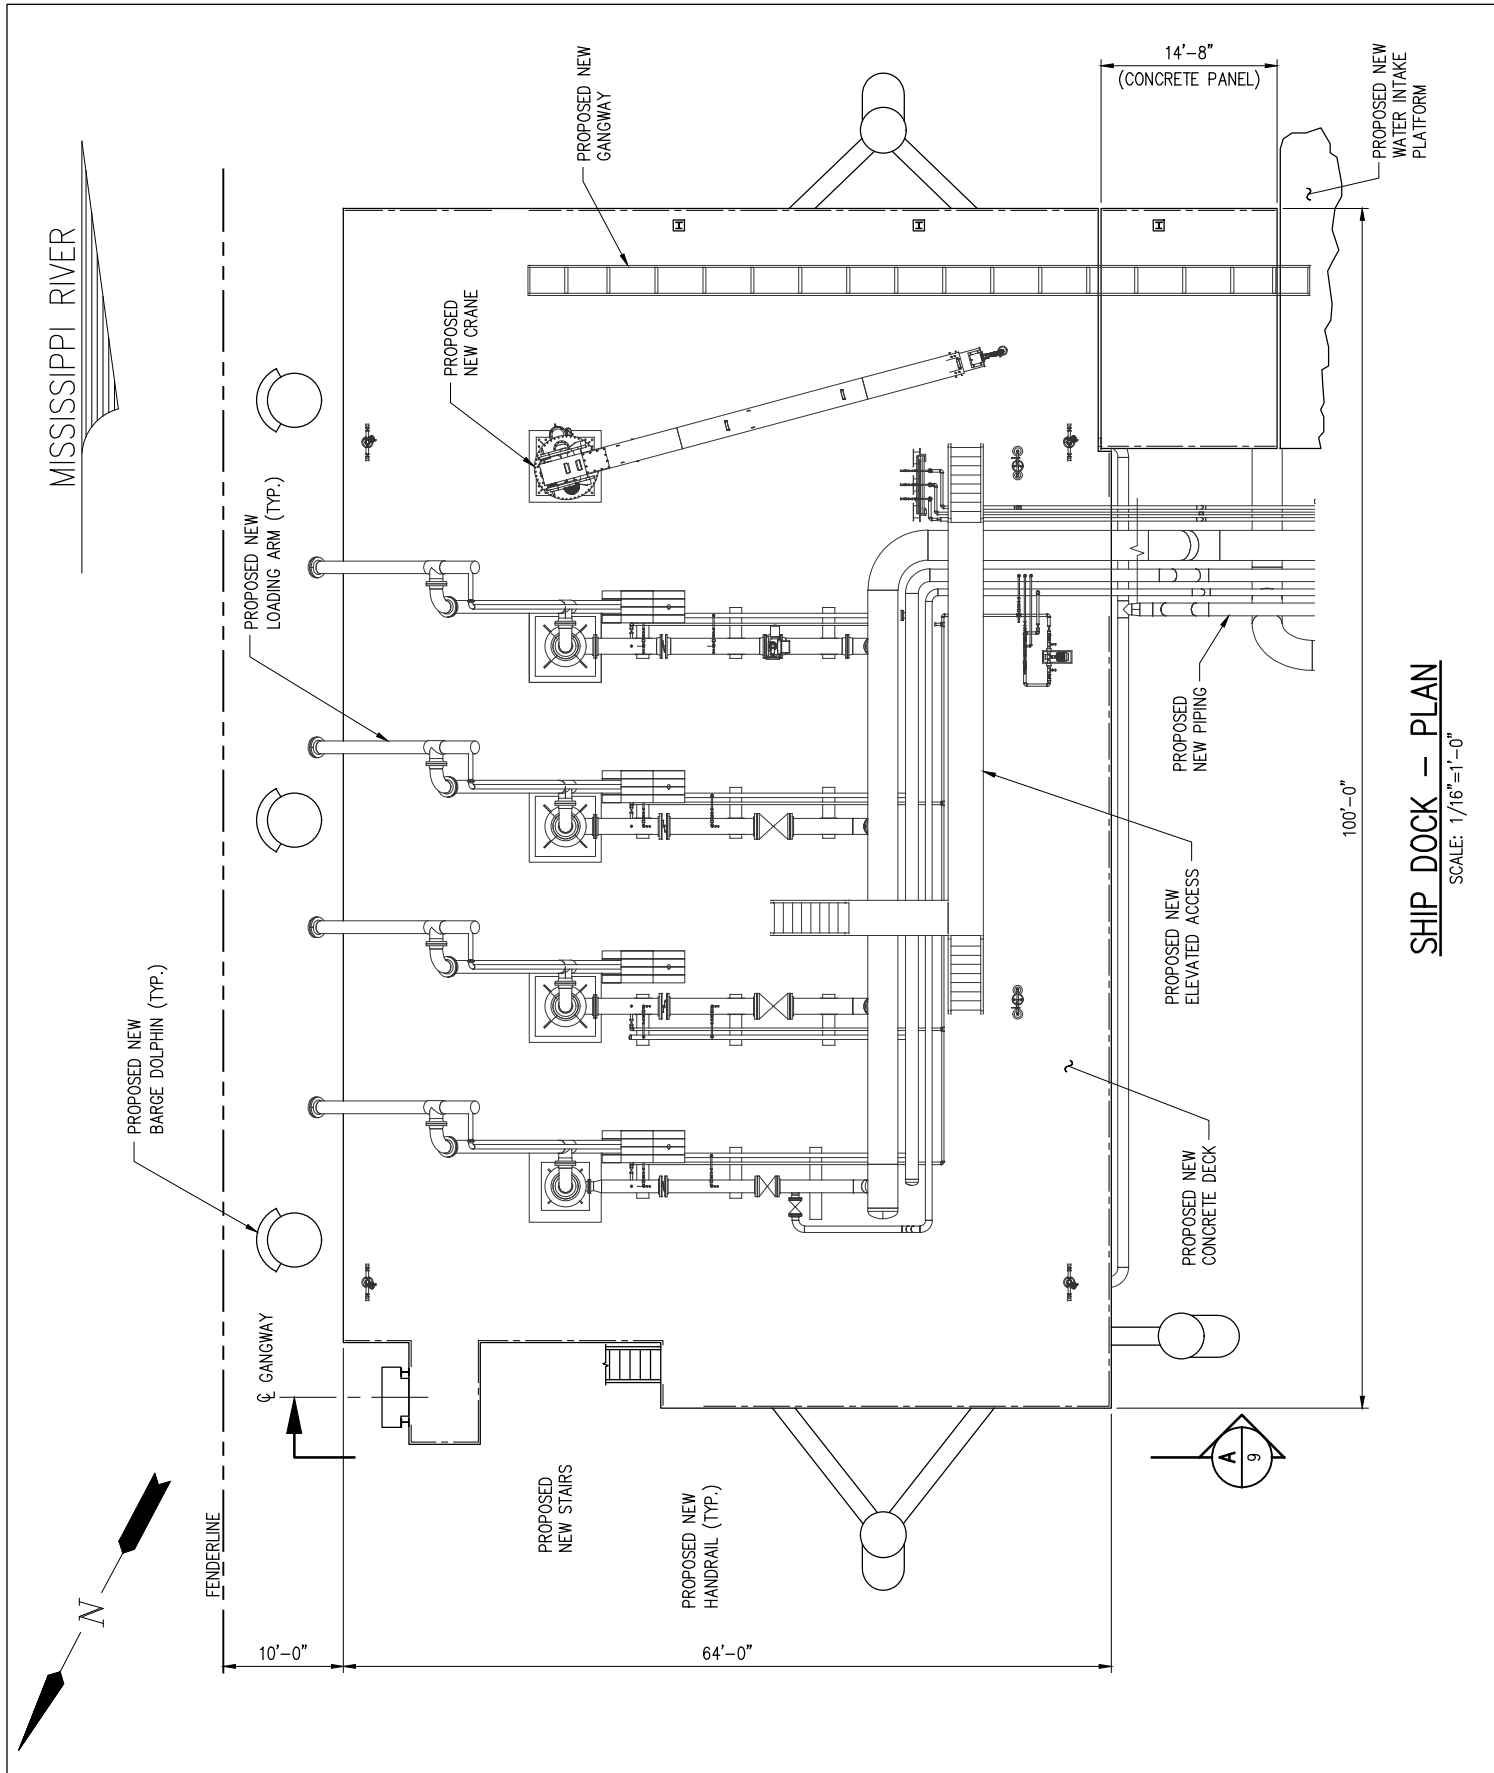 MISSISSIPPI RIVER
PROPOSED NEW
BARGE DOLPHIN (TYP.)
PROPOSED NEW
LOADING ARM (TYP.)
PROPOSED
NEW CRANE
PROPOSED NEW
GANGWAY
14'-8"
(CONCRETE PANEL)
PROPOSED NEW
WATER INTAKE
PLATFORM
H
H
H
N
FENDERLINE
℄ GANGWAY
10'-0"
64'-0"
100'-0"
PROPOSED
NEW STAIRS
PROPOSED NEW
HANDRAIL (TYP.)
PROPOSED NEW
CONCRETE DECK
PROPOSED NEW
ELEVATED ACCESS
PROPOSED
NEW PIPING
A
9
SHIP DOCK - PLAN
SCALE: 1/16"=1'-0"